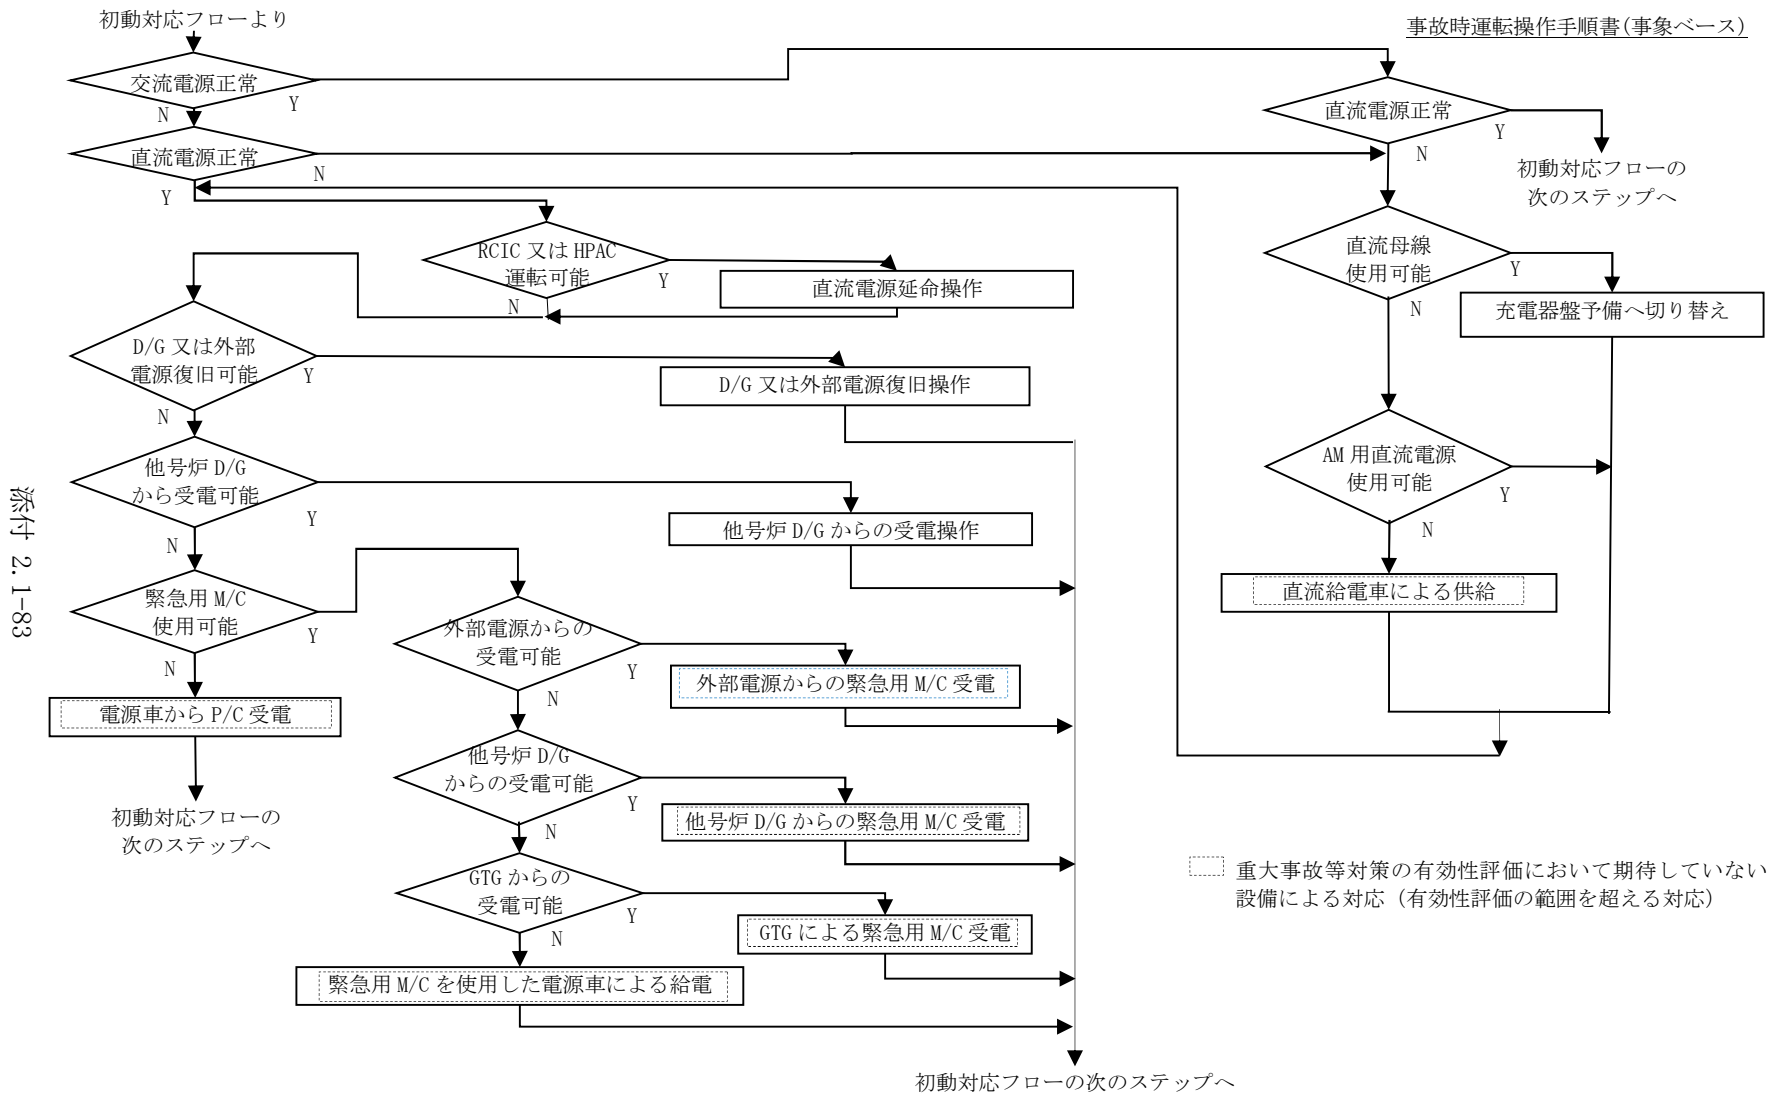 初動対応フローより
事故時運転操作手順書(事象ベース)
交流電源正常
Y
N
直流電源正常
N
Y
直流電源正常
Y
N
初動対応フローの
次のステップへ
RCIC 又は HPAC
運転可能
Y
N
直流電源延命操作
直流母線
使用可能
Y
N
充電器盤予備へ切り替え
D/G 又は外部
電源復旧可能
Y
N
D/G 又は外部電源復旧操作
AM 用直流電源
使用可能
Y
N
他号炉 D/G
から受電可能
Y
N
他号炉 D/G からの受電操作
直流給電車による供給
緊急用 M/C
使用可能
Y
N
外部電源からの
受電可能
Y
N
外部電源からの緊急用 M/C 受電
電源車から P/C 受電
初動対応フローの
次のステップへ
他号炉 D/G
からの受電可能
Y
N
他号炉 D/G からの緊急用 M/C 受電
GTG からの
受電可能
Y
N
GTG による緊急用 M/C 受電
緊急用 M/C を使用した電源車による給電
初動対応フローの次のステップへ
重大事故等対策の有効性評価において期待していない
設備による対応（有効性評価の範囲を超える対応）
添付 2.1-83